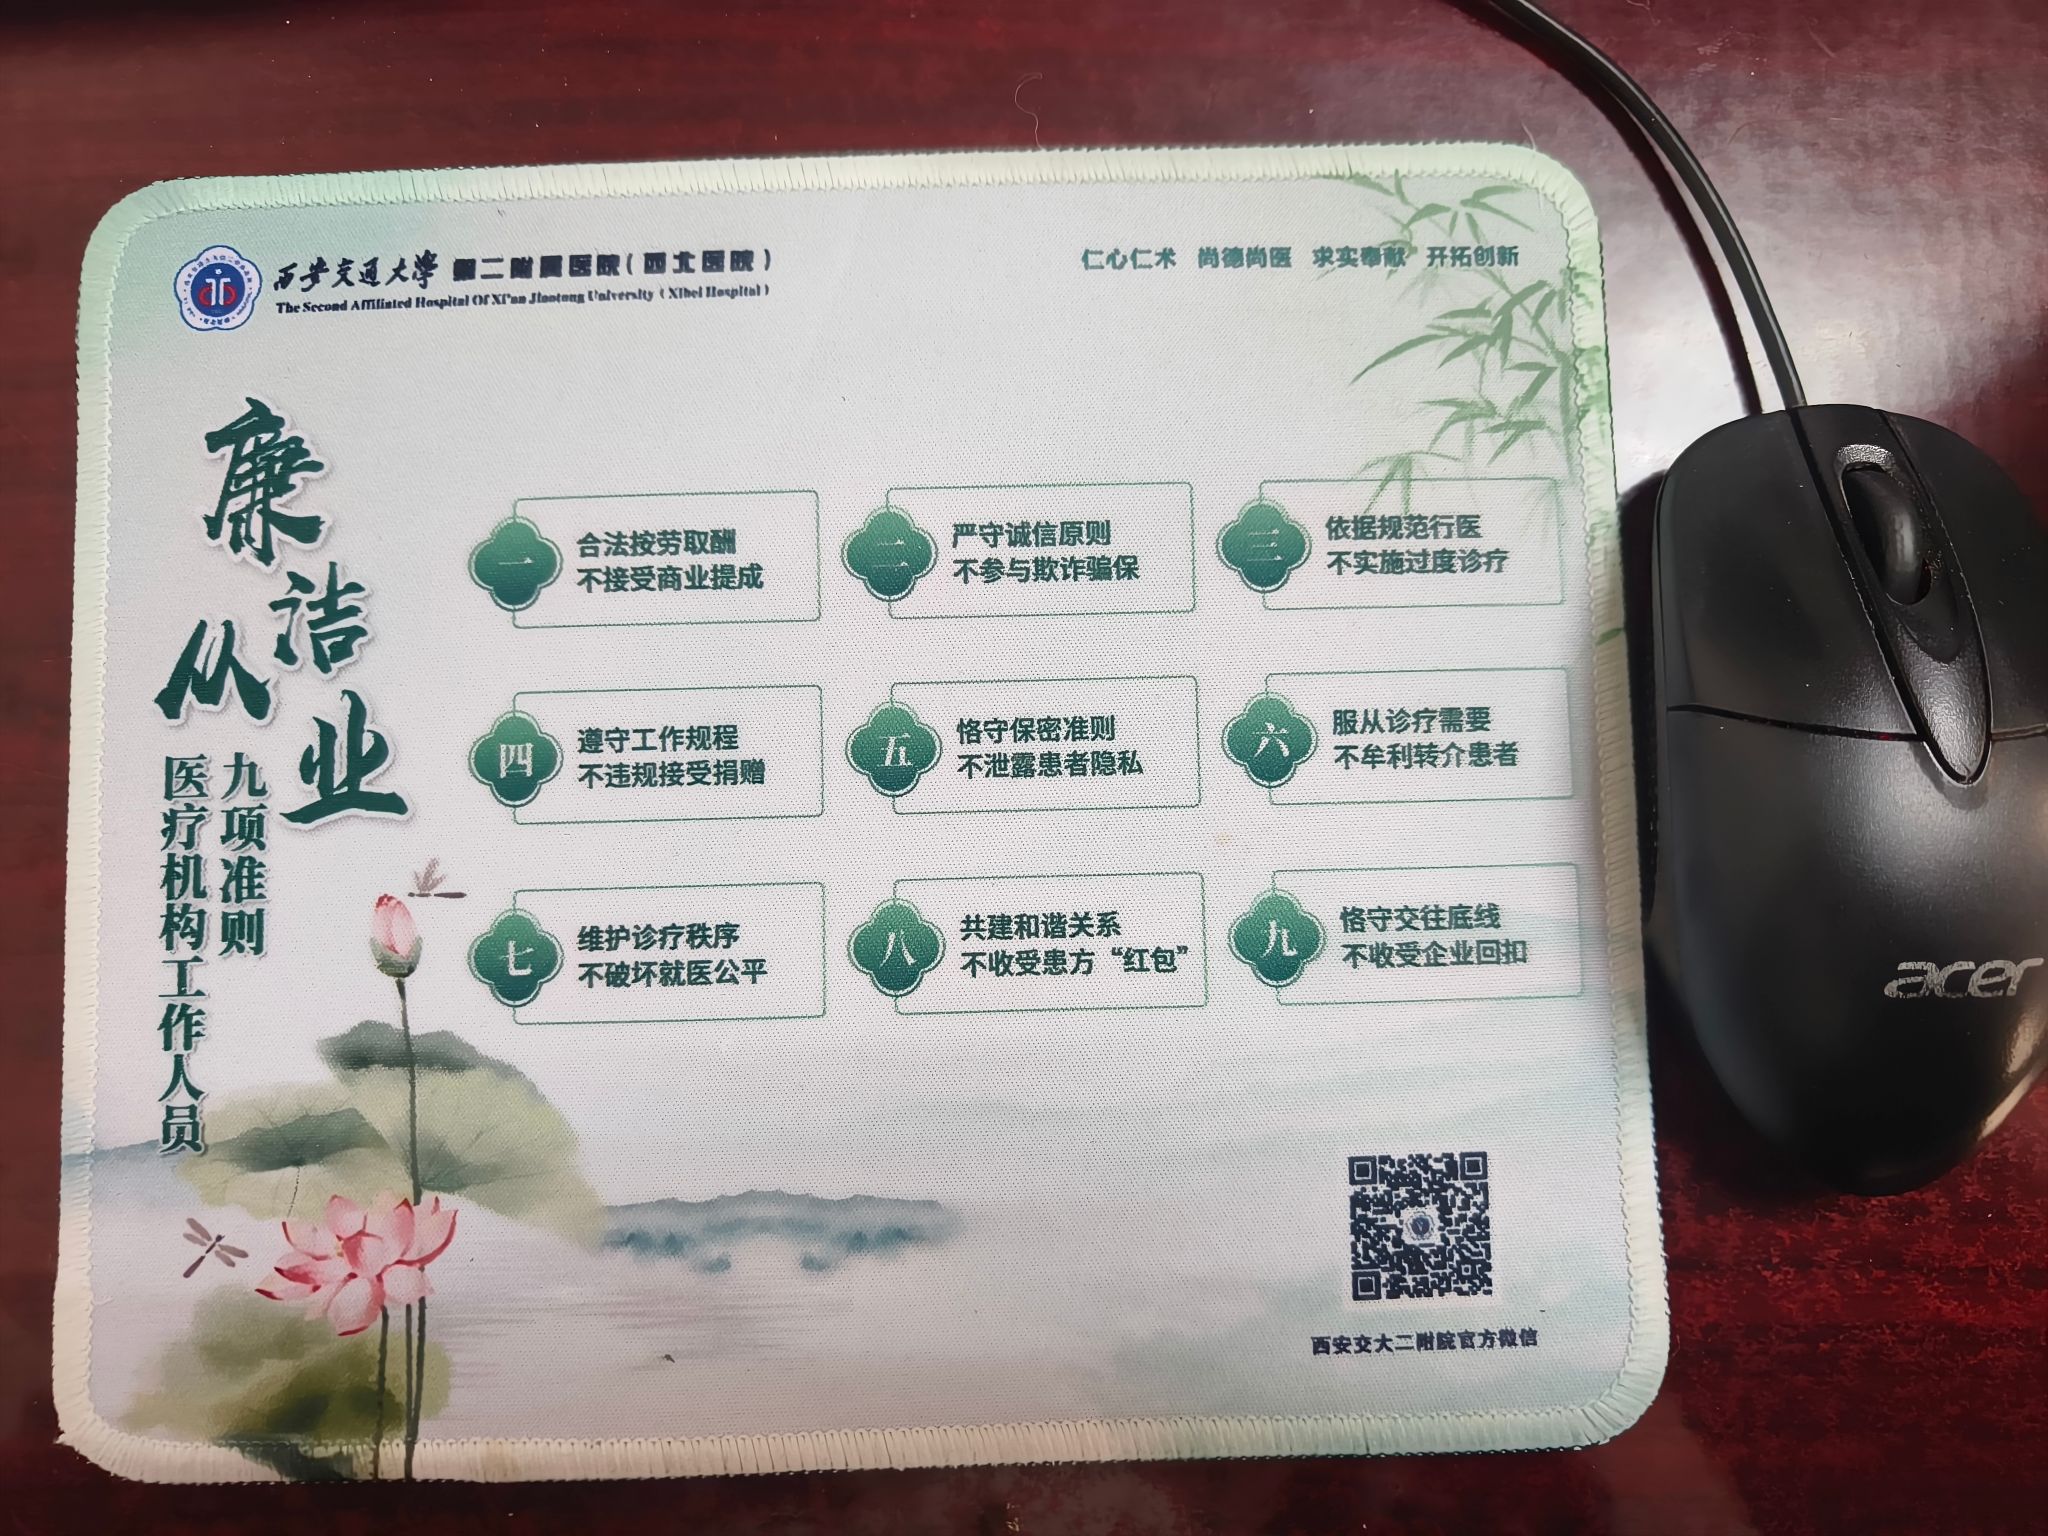 西安交通大学 第二附属医院(西北医院)
The Second Affiliated Hospital Of Xi'an Jiaotong University (Xibei Hospital)
仁心仁术 尚德尚医 求实奉献 开拓创新
廉洁从业
医疗机构工作人员
九项准则
一
合法按劳取酬
不接受商业提成
二
严守诚信原则
不参与欺诈骗保
三
依据规范行医
不实施过度诊疗
四
遵守工作规程
不违规接受捐赠
五
恪守保密准则
不泄露患者隐私
六
服从诊疗需要
不牟利转介患者
七
维护诊疗秩序
不破坏就医公平
八
共建和谐关系
不收受患方“红包”
九
恪守交往底线
不收受企业回扣
西安交大二附院官方微信
acer